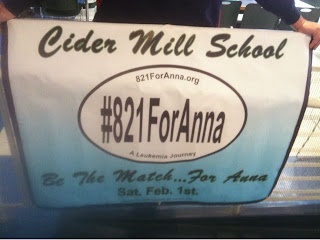 Cider Mill School
821ForAnna.org
#821ForAnna
A Leukemia Journey
Be The Match...For Anna
Sat. Feb. 1st.